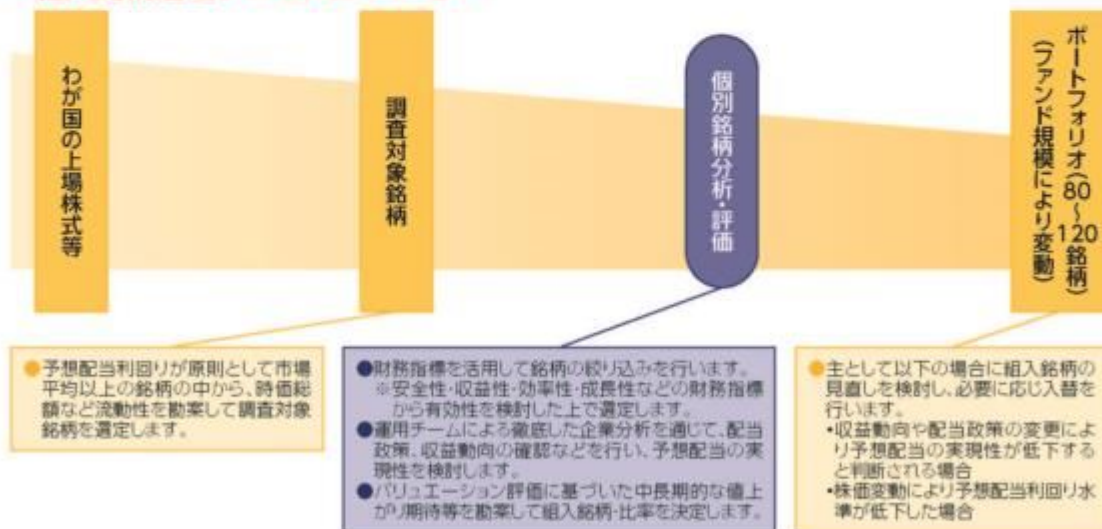 わが国の上場株式等
調査対象銘柄
個別銘柄分析・評価
ポートフォリオ(80~120銘柄)
(ファンド規模により変動)
●予想配当利回りが原則として市場
平均以上の銘柄の中から、時価総
額など流動性を勘案して調査対象
銘柄を選定します。
●財務指標を活用して銘柄の絞り込みを行います。
※安全性・収益性・効率性・成長性などの財務指標
から有効性を検討した上で選定します。
●運用チームによる徹底した企業分析を通じて、配当
政策、収益動向の確認などを行い、予想配当の実
現性を検討します。
●バリュエーション評価に基づいた中長期的な値上
がり期待等を勘案して組入銘柄・比率を決定します。
●主として以下の場合に組入銘柄の
見直しを検討し、必要に応じ入替を
行います。
•収益動向や配当政策の変更によ
り予想配当の実現性が低下する
と判断される場合
•株価変動により予想配当利回り水
準が低下した場合